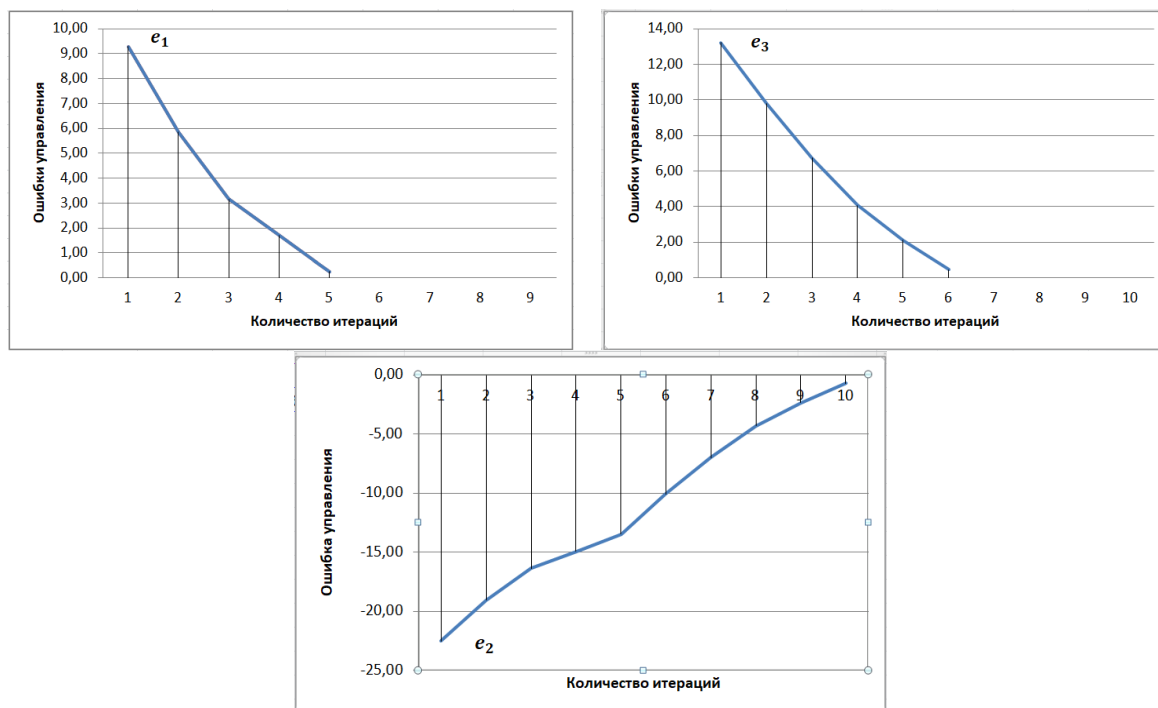 10,00
9,00
8,00
7,00
6,00
5,00
4,00
3,00
2,00
1,00
0,00
e₁
Ошибки управления
1 2 3 4 5 6 7 8 9
Количество итераций
14,00
12,00
10,00
8,00
6,00
4,00
2,00
0,00
e₃
Ошибки управления
1 2 3 4 5 6 7 8 9 10
Количество итераций
0,00
1 2 3 4 5 6 7 8 9 10
-5,00
-10,00
-15,00
-20,00
-25,00
Ошибка управления
e₂
Количество итераций